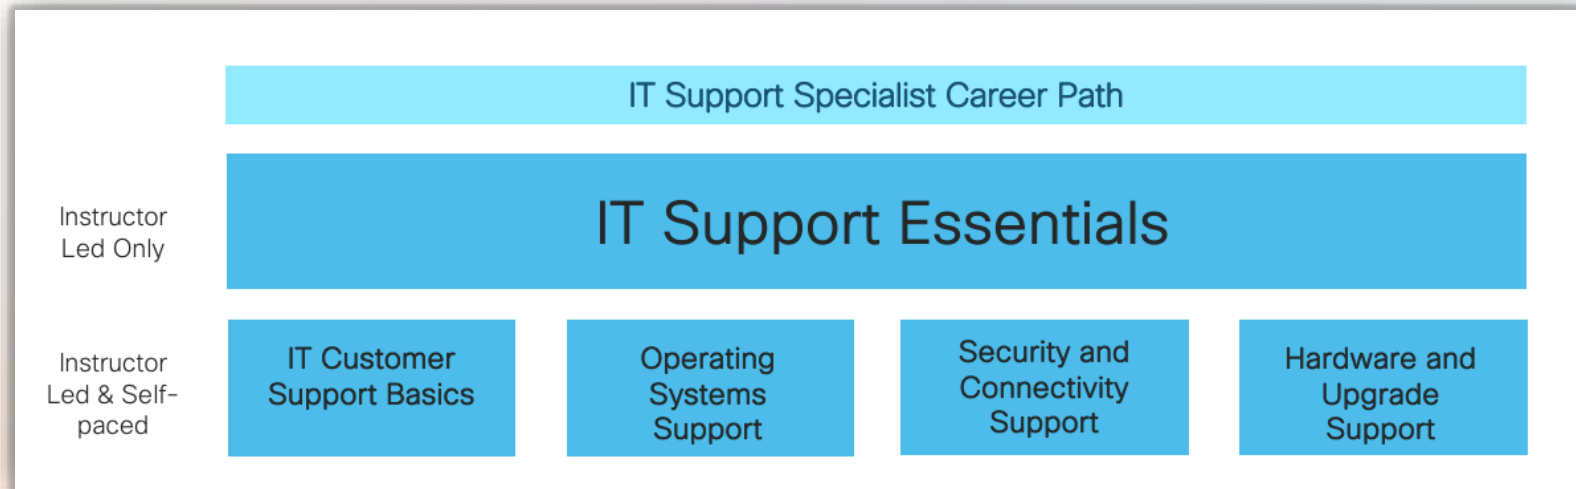 IT Support Specialist Career Path
Instructor
Led Only
IT Support Essentials
Instructor
Led & Self-
paced
IT Customer
Support Basics
Operating
Systems
Support
Security and
Connectivity
Support
Hardware and
Upgrade
Support